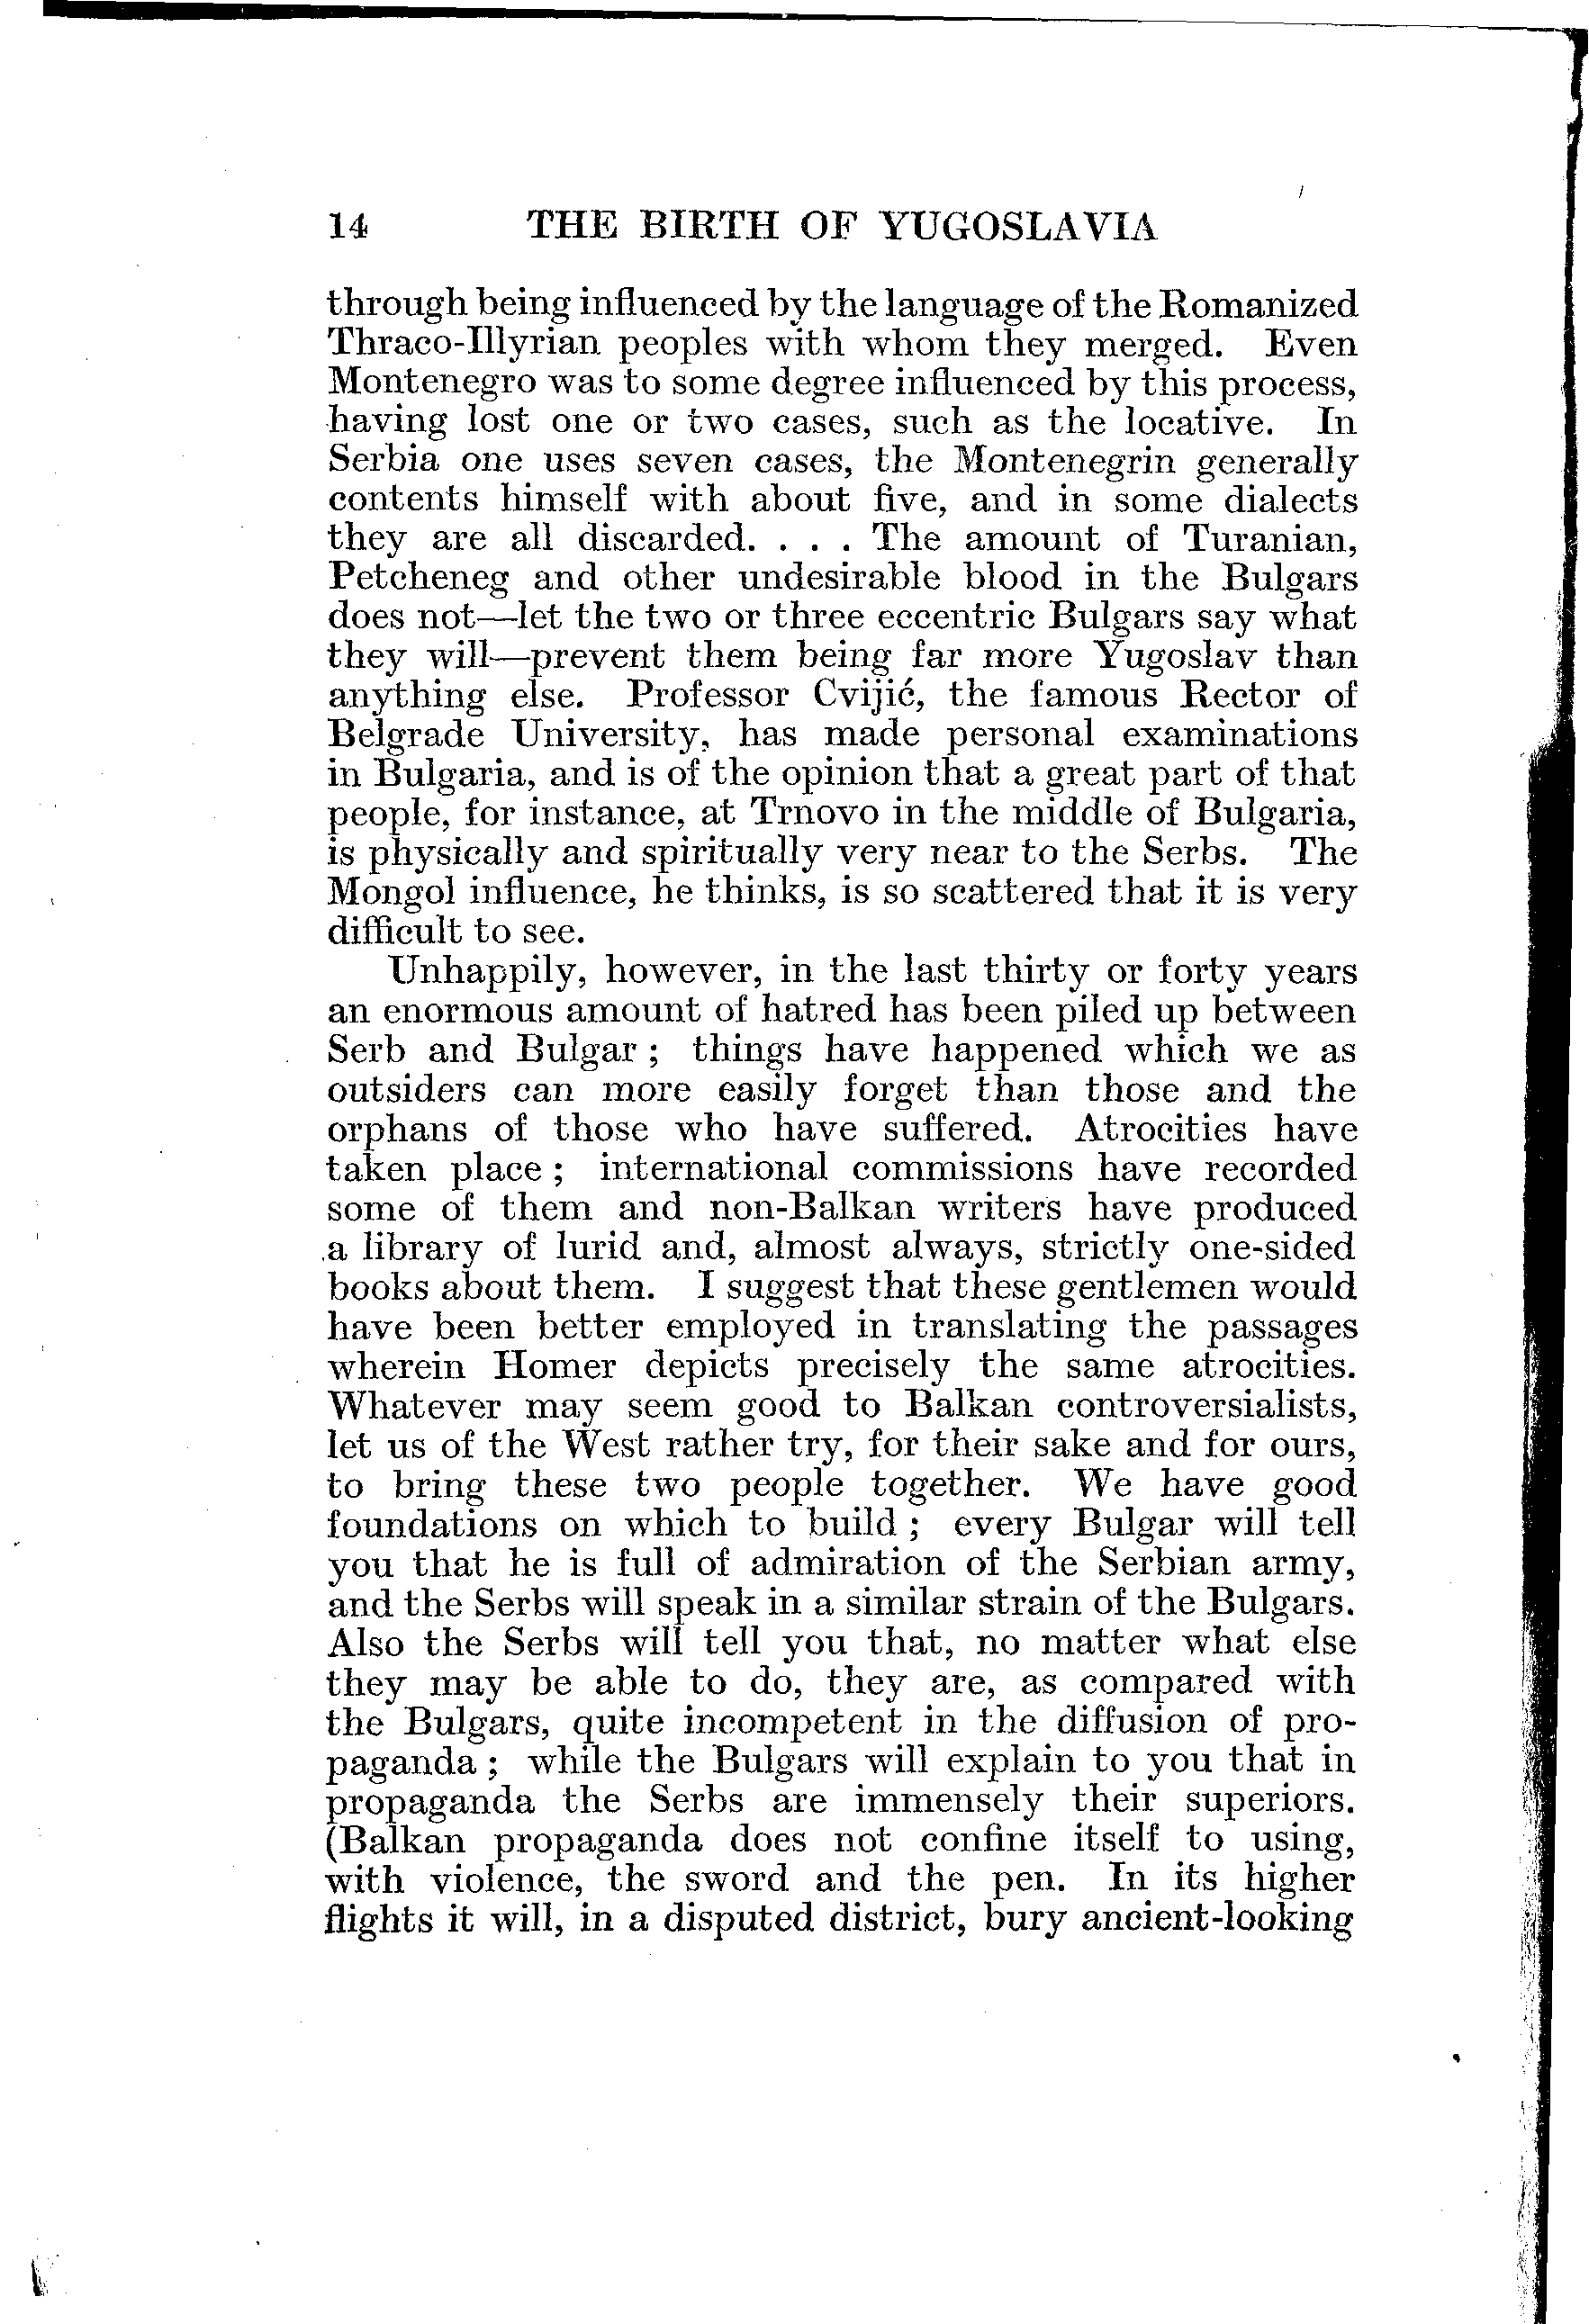 14 THE BIRTH OF YUGOSLAVIA
through being influenced by the language of the Romanized
Thraco-Illyrian peoples with whom they merged. Even
Montenegro was to some degree influenced by this process,
having lost one or two cases, such as the locative. In
Serbia one uses seven cases, the Montenegrin generally
contents himself with about five, and in some dialects
they are all discarded. . . . The amount of Turanian,
Petcheneg and other undesirable blood in the Bulgars
does not—let the two or three eccentric Bulgars say what
they will—prevent them being far more Yugoslav than
anything else. Professor Cvijić, the famous Rector of
Belgrade University, has made personal examinations
in Bulgaria, and is of the opinion that a great part of that
people, for instance, at Trnovo in the middle of Bulgaria,
is physically and spiritually very near to the Serbs. The
Mongol influence, he thinks, is so scattered that it is very
difficult to see.
Unhappily, however, in the last thirty or forty years
an enormous amount of hatred has been piled up between
Serb and Bulgar ; things have happened which we as
outsiders can more easily forget than those and the
orphans of those who have suffered. Atrocities have
taken place ; international commissions have recorded
some of them and non-Balkan writers have produced
a library of lurid and, almost always, strictly one-sided
books about them. I suggest that these gentlemen would
have been better employed in translating the passages
wherein Homer depicts precisely the same atrocities.
Whatever may seem good to Balkan controversialists,
let us of the West rather try, for their sake and for ours,
to bring these two people together. We have good
foundations on which to build ; every Bulgar will tell
you that he is full of admiration of the Serbian army,
and the Serbs will speak in a similar strain of the Bulgars.
Also the Serbs will tell you that, no matter what else
they may be able to do, they are, as compared with
the Bulgars, quite incompetent in the diffusion of pro-
paganda ; while the Bulgars will explain to you that in
propaganda the Serbs are immensely their superiors.
(Balkan propaganda does not confine itself to using,
with violence, the sword and the pen. In its higher
flights it will, in a disputed district, bury ancient-looking